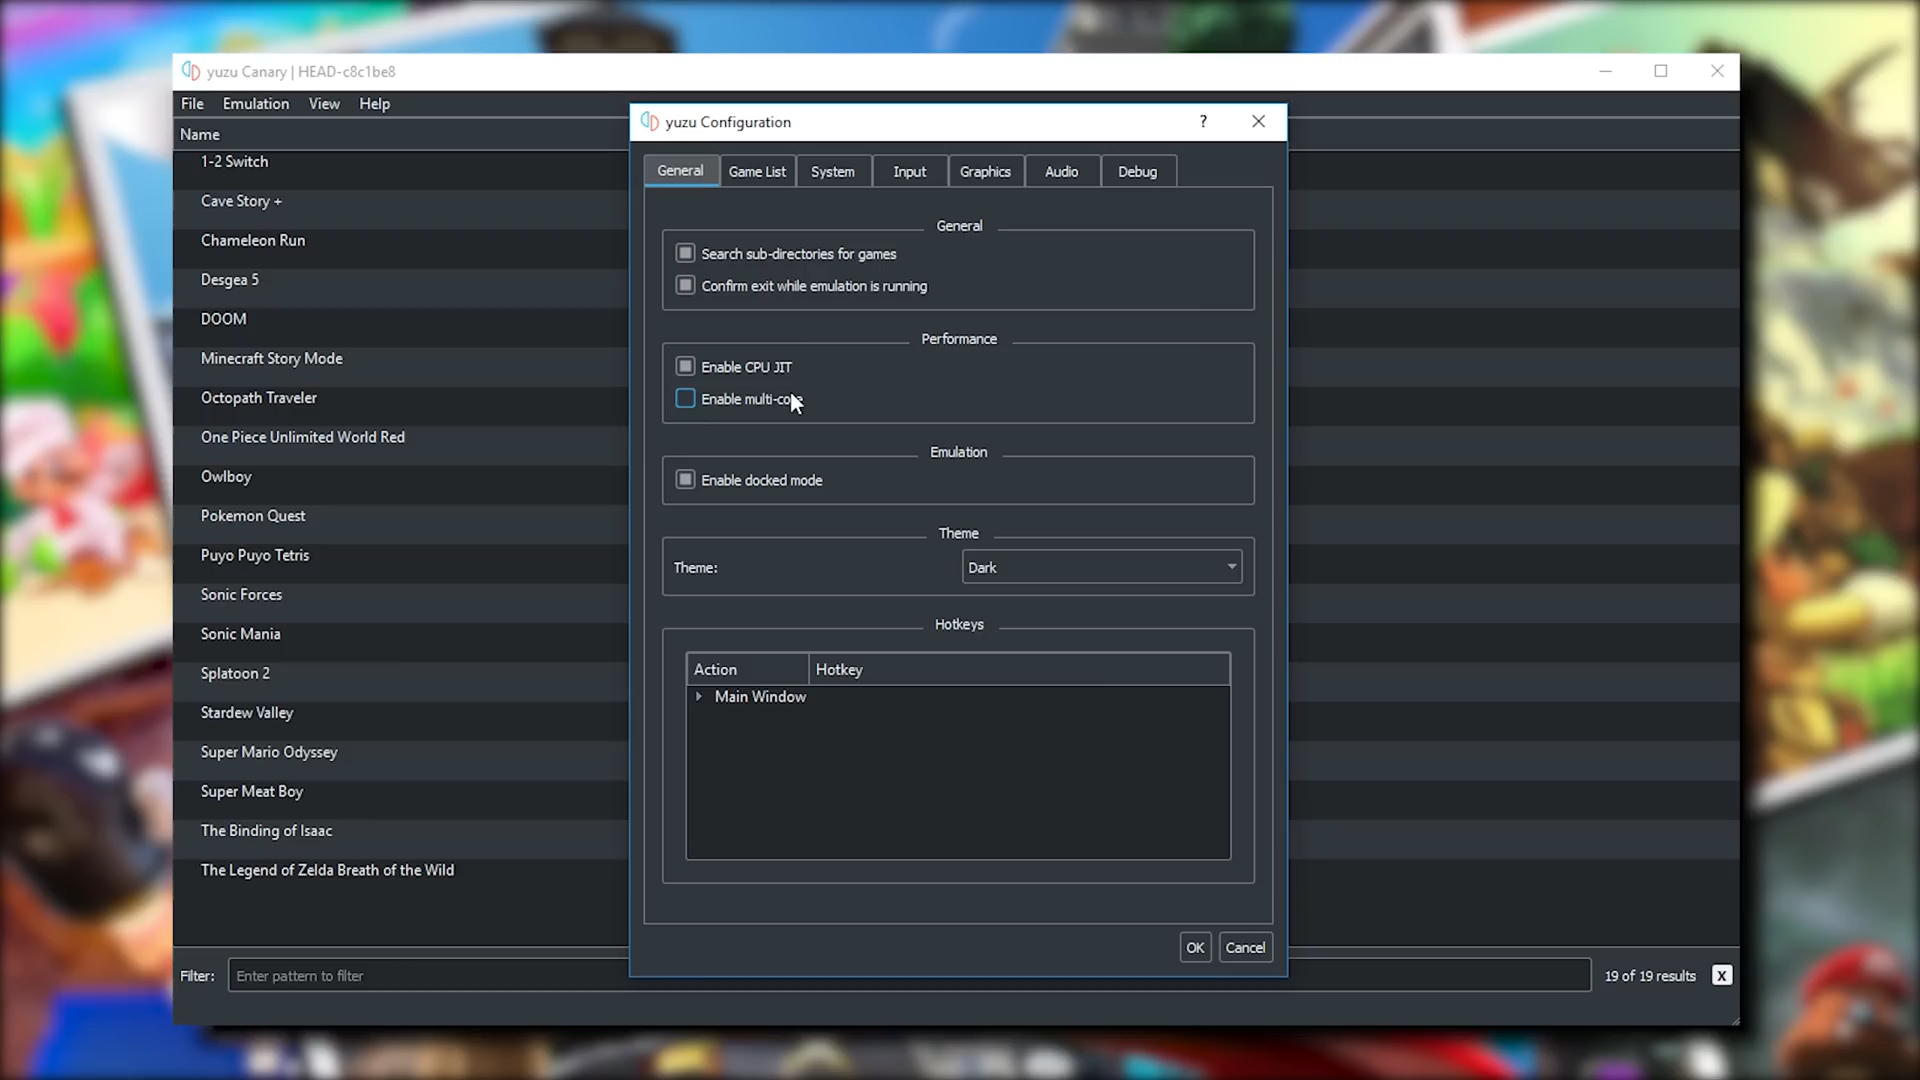 yuzu Canary | HEAD-c8c1be8
File Emulation View Help
Name
1-2 Switch
Cave Story +
Chameleon Run
Desgea 5
DOOM
Minecraft Story Mode
Octopath Traveler
One Piece Unlimited World Red
Owlboy
Pokemon Quest
Puyo Puyo Tetris
Sonic Forces
Sonic Mania
Splatoon 2
Stardew Valley
Super Mario Odyssey
Super Meat Boy
The Binding of Isaac
The Legend of Zelda Breath of the Wild
Filter: Enter pattern to filter 19 of 19 results X
yuzu Configuration ?
General Game List System Input Graphics Audio Debug
General
Search sub-directories for games
Confirm exit while emulation is running
Performance
Enable CPU JIT
Enable multi-core
Emulation
Enable docked mode
Theme
Theme: Dark
Hotkeys
Action Hotkey
Main Window
OK Cancel